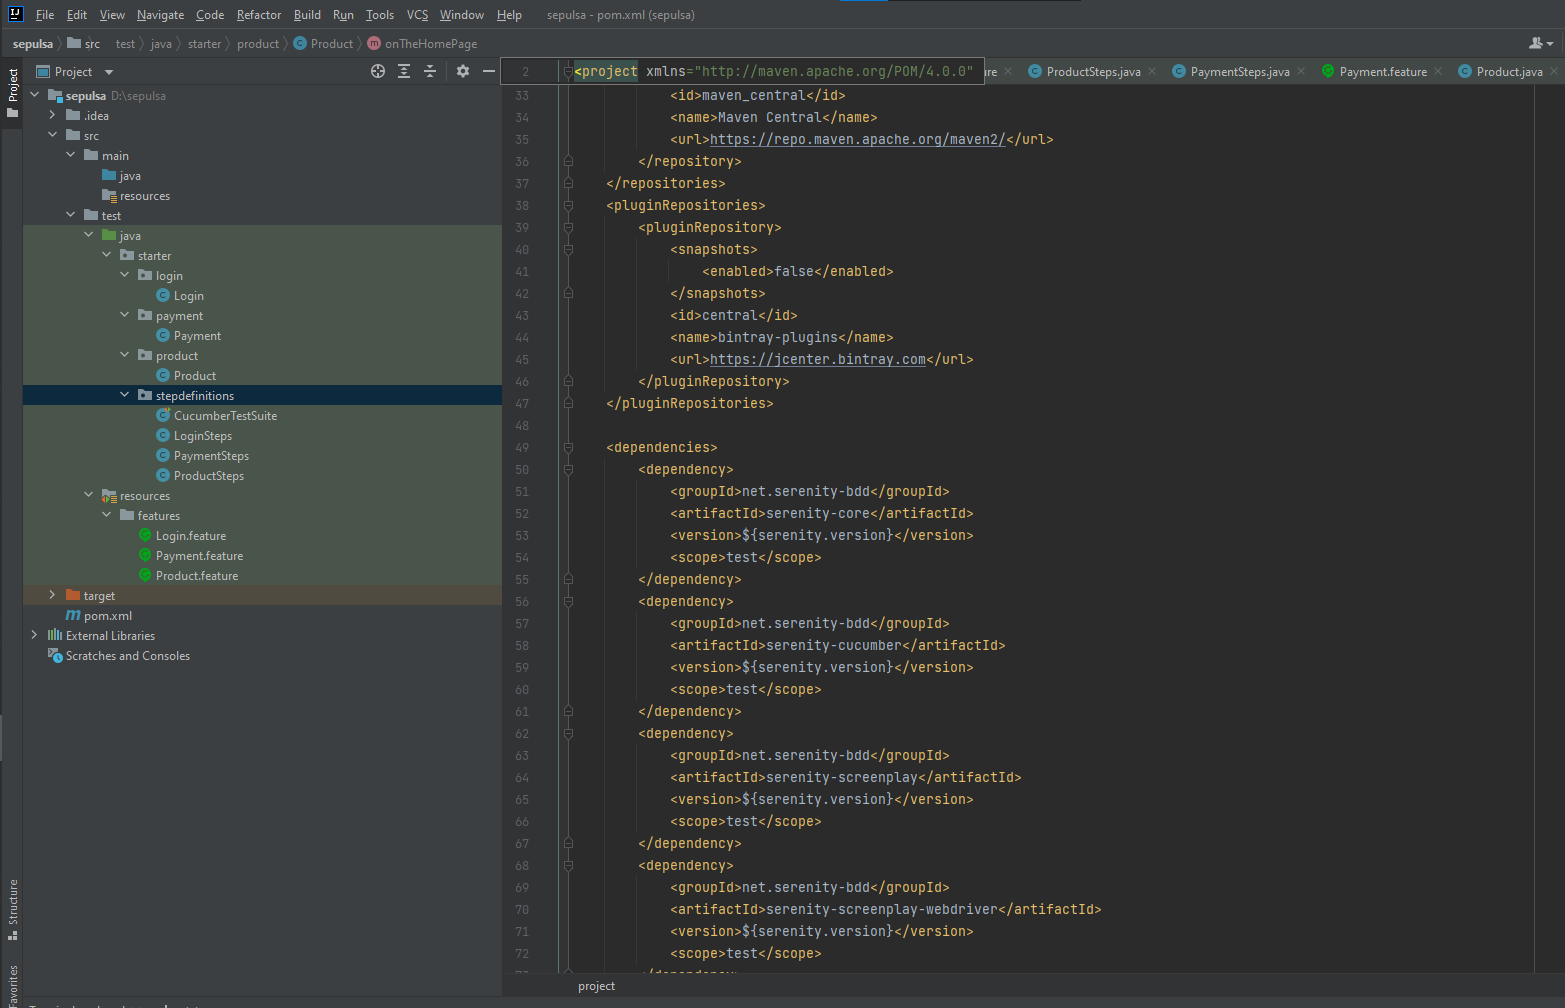 File Edit View Navigate Code Refactor Build Run Tools VCS Window Help sepulsa - pom.xml (sepulsa)
sepulsa src test java starter product Product onTheHomePage
Project
Project
sepulsa D:\sepulsa
.idea
src
main
java
resources
test
java
starter
login
Login
payment
Payment
product
Product
stepdefinitions
CucumberTestSuite
LoginSteps
PaymentSteps
ProductSteps
resources
features
Login.feature
Payment.feature
Product.feature
target
pom.xml
External Libraries
Scratches and Consoles
Structure
Favorites
ProductSteps.java PaymentSteps.java Payment.feature Product.java
2 <project xmlns="http://maven.apache.org/POM/4.0.0"
33 <id>maven_central</id>
34 <name>Maven Central</name>
35 <url>https://repo.maven.apache.org/maven2/</url>
36 </repository>
37 </repositories>
38 <pluginRepositories>
39 <pluginRepository>
40 <snapshots>
41 <enabled>false</enabled>
42 </snapshots>
43 <id>central</id>
44 <name>bintray-plugins</name>
45 <url>https://jcenter.bintray.com</url>
46 </pluginRepository>
47 </pluginRepositories>
48
49 <dependencies>
50 <dependency>
51 <groupId>net.serenity-bdd</groupId>
52 <artifactId>serenity-core</artifactId>
53 <version>${serenity.version}</version>
54 <scope>test</scope>
55 </dependency>
56 <dependency>
57 <groupId>net.serenity-bdd</groupId>
58 <artifactId>serenity-cucumber</artifactId>
59 <version>${serenity.version}</version>
60 <scope>test</scope>
61 </dependency>
62 <dependency>
63 <groupId>net.serenity-bdd</groupId>
64 <artifactId>serenity-screenplay</artifactId>
65 <version>${serenity.version}</version>
66 <scope>test</scope>
67 </dependency>
68 <dependency>
69 <groupId>net.serenity-bdd</groupId>
70 <artifactId>serenity-screenplay-webdriver</artifactId>
71 <version>${serenity.version}</version>
72 <scope>test</scope>
project